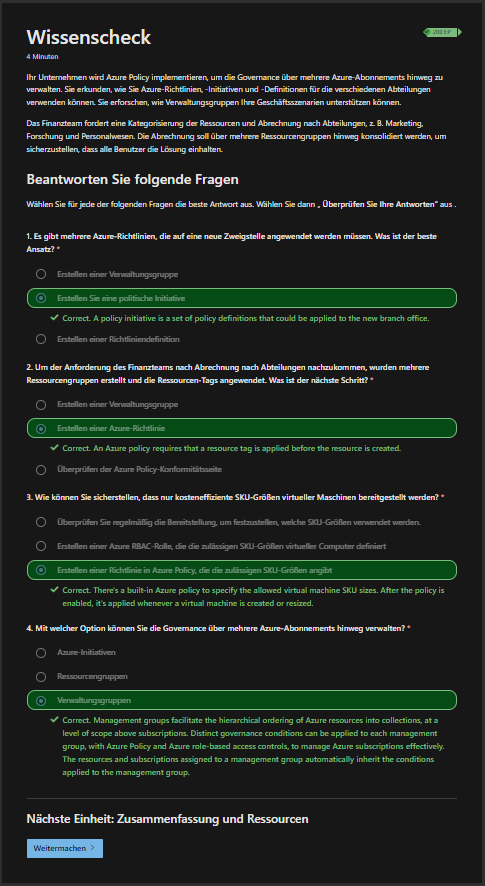 Wissenscheck
200 EP
4 Minuten
Ihr Unternehmen wird Azure Policy implementieren, um die Governance über mehrere Azure-Abonnements hinweg zu
verwalten. Sie erkunden, wie Sie Azure-Richtlinien, -Initiativen und -Definitionen für die verschiedenen Abteilungen
verwenden können. Sie erforschen, wie Verwaltungsgruppen Ihre Geschäftsszenarien unterstützen können.
Das Finanzteam fordert eine Kategorisierung der Ressourcen und Abrechnung nach Abteilungen, z. B. Marketing,
Forschung und Personalwesen. Die Abrechnung soll über mehrere Ressourcengruppen hinweg konsolidiert werden, um
sicherzustellen, dass alle Benutzer die Lösung einhalten.
Beantworten Sie folgende Fragen
Wählen Sie für jede der folgenden Fragen die beste Antwort aus. Wählen Sie dann „ Überprüfen Sie Ihre Antworten“ aus .
1. Es gibt mehrere Azure-Richtlinien, die auf eine neue Zweigstelle angewendet werden müssen. Was ist der beste
Ansatz? *
Erstellen einer Verwaltungsgruppe
Erstellen Sie eine politische Initiative
Correct. A policy initiative is a set of policy definitions that could be applied to the new branch office.
Erstellen einer Richtliniendefinition
2. Um der Anforderung des Finanzteams nach Abrechnung nach Abteilungen nachzukommen, wurden mehrere
Ressourcengruppen erstellt und die Ressourcen-Tags angewendet. Was ist der nächste Schritt? *
Erstellen einer Verwaltungsgruppe
Erstellen einer Azure-Richtlinie
Correct. An Azure policy requires that a resource tag is applied before the resource is created.
Überprüfen der Azure Policy-Konformitätsseite
3. Wie können Sie sicherstellen, dass nur kosteneffiziente SKU-Größen virtueller Maschinen bereitgestellt werden? *
Überprüfen Sie regelmäßig die Bereitstellung, um festzustellen, welche SKU-Größen verwendet werden.
Erstellen einer Azure RBAC-Rolle, die die zulässigen SKU-Größen virtueller Computer definiert
Erstellen einer Richtlinie in Azure Policy, die die zulässigen SKU-Größen angibt
Correct. There's a built-in Azure policy to specify the allowed virtual machine SKU sizes. After the policy is
enabled, it's applied whenever a virtual machine is created or resized.
4. Mit welcher Option können Sie die Governance über mehrere Azure-Abonnements hinweg verwalten? *
Azure-Initiativen
Ressourcengruppen
Verwaltungsgruppen
Correct. Management groups facilitate the hierarchical ordering of Azure resources into collections, at a
level of scope above subscriptions. Distinct governance conditions can be applied to each management
group, with Azure Policy and Azure role-based access controls, to manage Azure subscriptions effectively.
The resources and subscriptions assigned to a management group automatically inherit the conditions
applied to the management group.
Nächste Einheit: Zusammenfassung und Ressourcen
Weitermachen